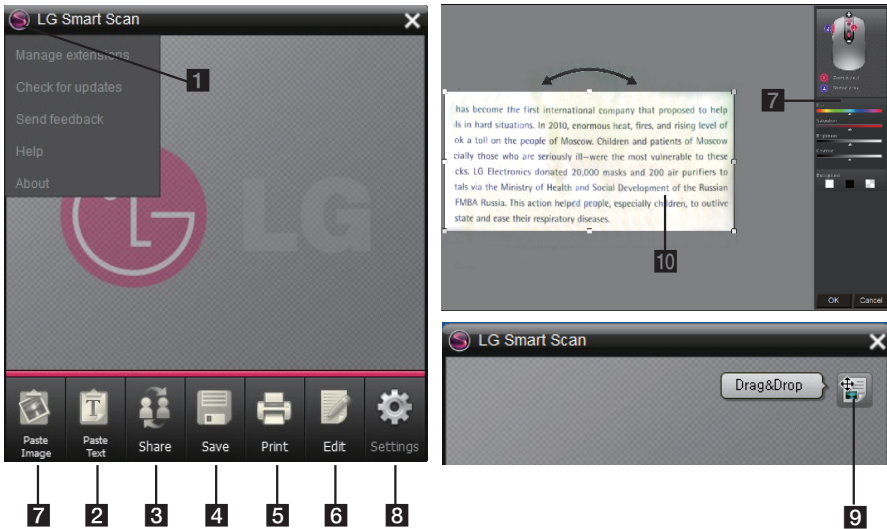 LG Smart Scan
Manage extensions
Check for updates
Send feedback
Help
About
1
LG
Paste Image
Paste Text
Share
Save
Print
Edit
Settings
7
2
3
4
5
6
8
has become the first international company that proposed to help
ls in hard situations. In 2010, enormous heat, fires, and rising level of
ok a toll on the people of Moscow. Children and patients of Moscow
cially those who are seriously ill—were the most vulnerable to these
cks. LG Electronics donated 20,000 masks and 200 air purifiers to
tals via the Ministry of Health and Social Development of the Russian
FMBA Russia. This action helped people, especially children, to outlive
state and ease their respiratory diseases.
10
7
Saturation
Brightness
Background
OK
Cancel
LG Smart Scan
Drag&Drop
9